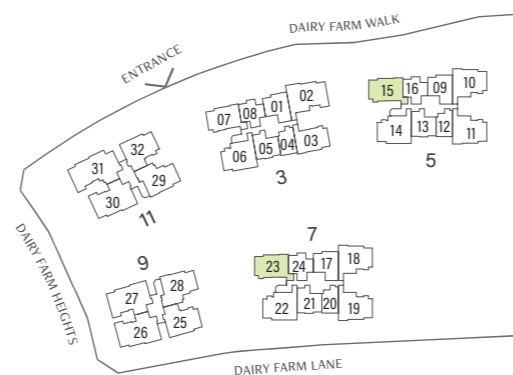 DAIRY FARM WALK
ENTRANCE
15 16 09 10
14 13 12 11
5
07 08 01 02
06 05 04 03
3
32
31
29
30
11
DAIRY FARM HEIGHTS
9
28
27
25
26
7
23 24 17 18
22 21 20 19
DAIRY FARM LANE